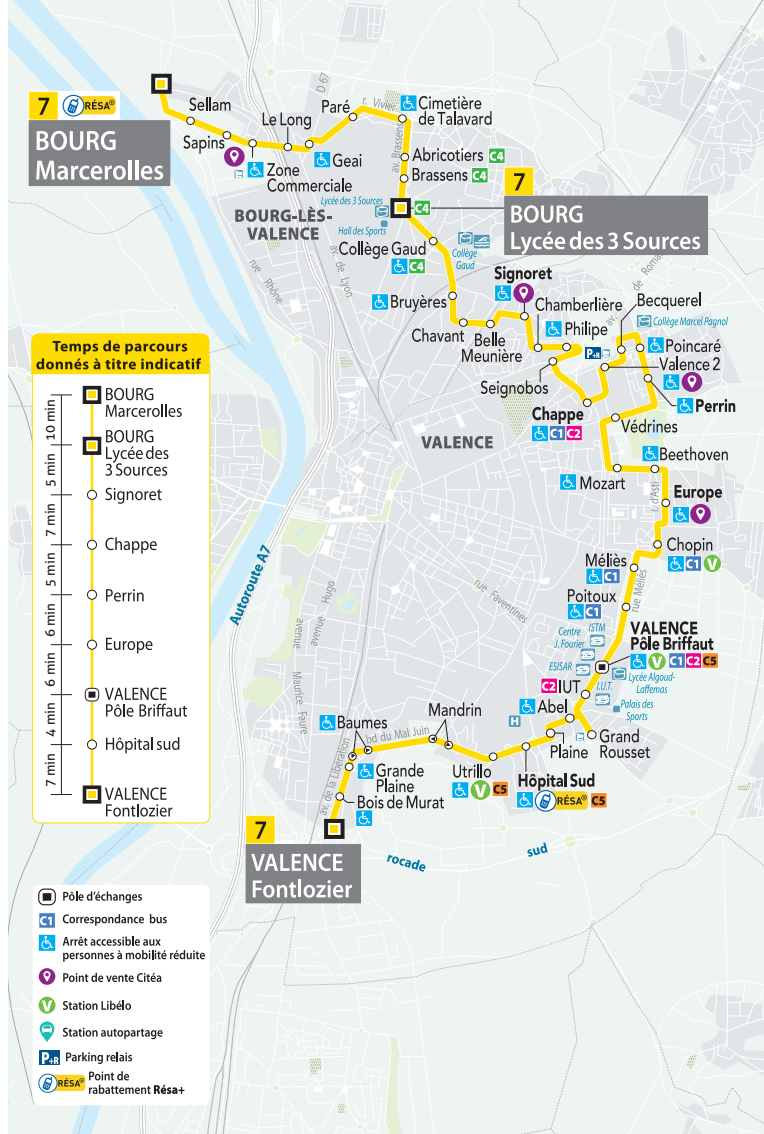 7 RÉSA®
BOURG
Marcerolles
D 67
r. Vivier
Sellam
Sapins
Le Long
Zone
Commerciale
Paré
Geai
Cimetière
de Talavard
av. Brassens
Abricotiers C4
Brassens C4
Lycée des 3 Sources
C4
Hall des Sports
7
BOURG
Lycée des 3 Sources
BOURG-LÈS-
VALENCE
rue Rhône
av. de Lyon
Collège Gaud
C4
Collège
Gaud
Bruyères
Chavant
Belle
Meunière
Signoret
Chamberlière
Philipe
P+R
av. de Romans
Becquerel
Collège Marcel Pagnol
Poincaré
Valence 2
Perrin
Seignobos
Chappe
C1 C2
Védrines
VALENCE
Mozart
Beethoven
r. d'Asti
Europe
Chopin
C1 V
Méliès
C1
rue Méliès
Poitoux
C1
rue Faventines
Autoroute A7
avenue Hugo
avenue
Maurice Faure
Centre
J. Fourier
ISTM
ESISAR
VALENCE
Pôle Briffaut
V C1 C2 C5
Lycée Algoud-
Laffemas
I.U.T.
Palais des
Sports
C2 IUT
H
Abel
Plaine
Grand
Rousset
Hôpital Sud
RÉSA® C5
Utrillo
V C5
Mandrin
bd du Mal Juin
Baumes
av. de la Libération
Grande
Plaine
Bois de Murat
7
VALENCE
Fontlozier
rocade sud
Temps de parcours
donnés à titre indicatif
BOURG
Marcerolles
10 min
BOURG
Lycée des
3 Sources
5 min
Signoret
7 min
Chappe
5 min
Perrin
6 min
Europe
6 min
VALENCE
Pôle Briffaut
4 min
Hôpital sud
7 min
VALENCE
Fontlozier
Pôle d'échanges
C1 Correspondance bus
Arrêt accessible aux
personnes à mobilité réduite
Point de vente Citéa
V Station Libélo
Station autopartage
P+R Parking relais
RÉSA® Point de
rabattement Résa+